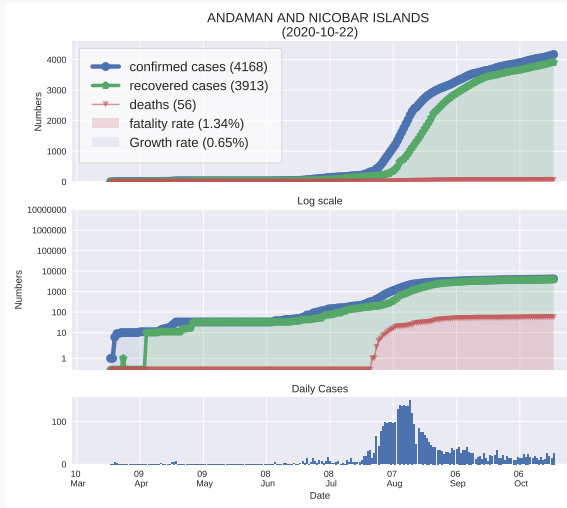 ANDAMAN AND NICOBAR ISLANDS
(2020-10-22)
confirmed cases (4168)
recovered cases (3913)
deaths (56)
fatality rate (1.34%)
Growth rate (0.65%)
Numbers
4000
3000
2000
1000
0
Log scale
Numbers
10000000
1000000
100000
10000
1000
100
10
1
Daily Cases
100
0
10 09 09 08 08 07 06 06
Mar Apr May Jun Jul Aug Sep Oct
Date